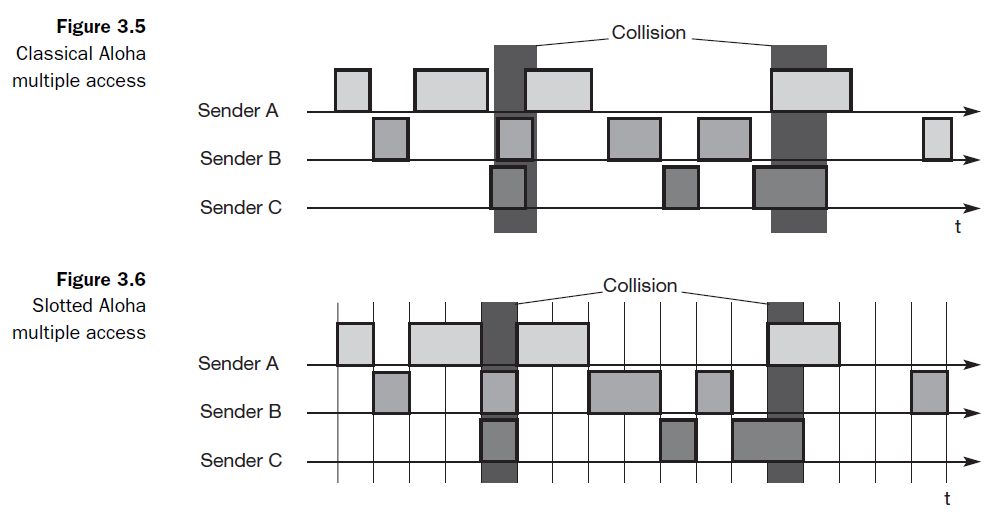 Figure 3.5
Classical Aloha
multiple access
Collision
Sender A
Sender B
Sender C
t
Figure 3.6
Slotted Aloha
multiple access
Collision
Sender A
Sender B
Sender C
t